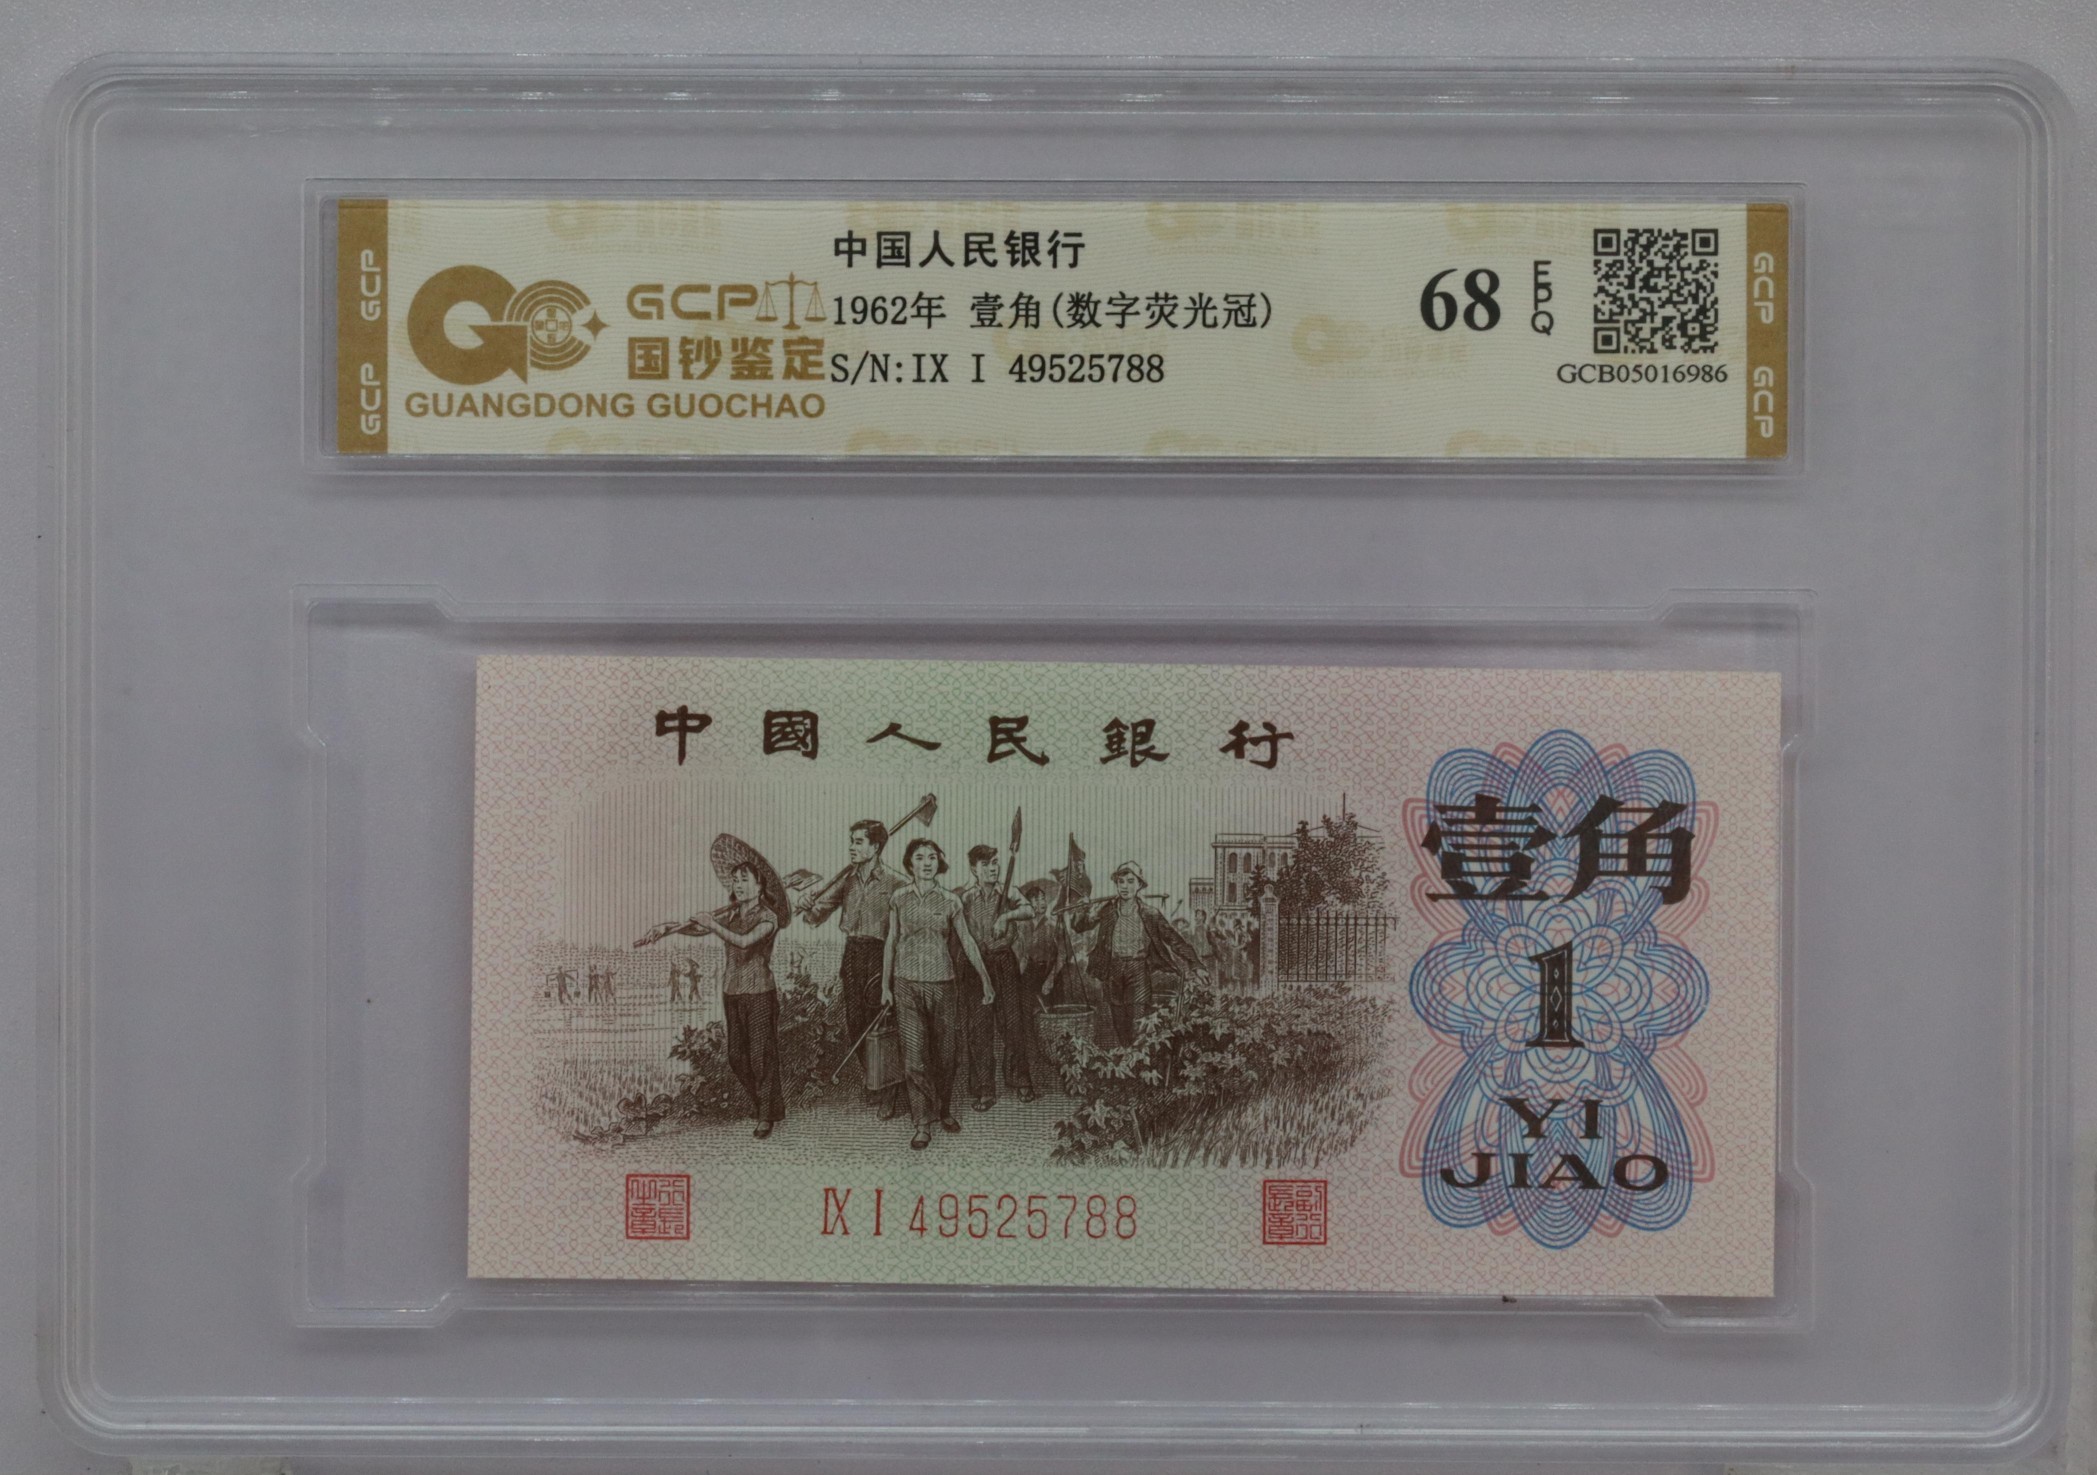 GCP GCP
GCP 国钞鉴定
GUANGDONG GUOCHAO
中国人民银行
1962年 壹角(数字荧光冠)
S/N:IX I 49525788
68 EPQ
GCB05016986
GCP GCP
中國人民銀行
壹角
1
YI
JIAO
IX I 49525788